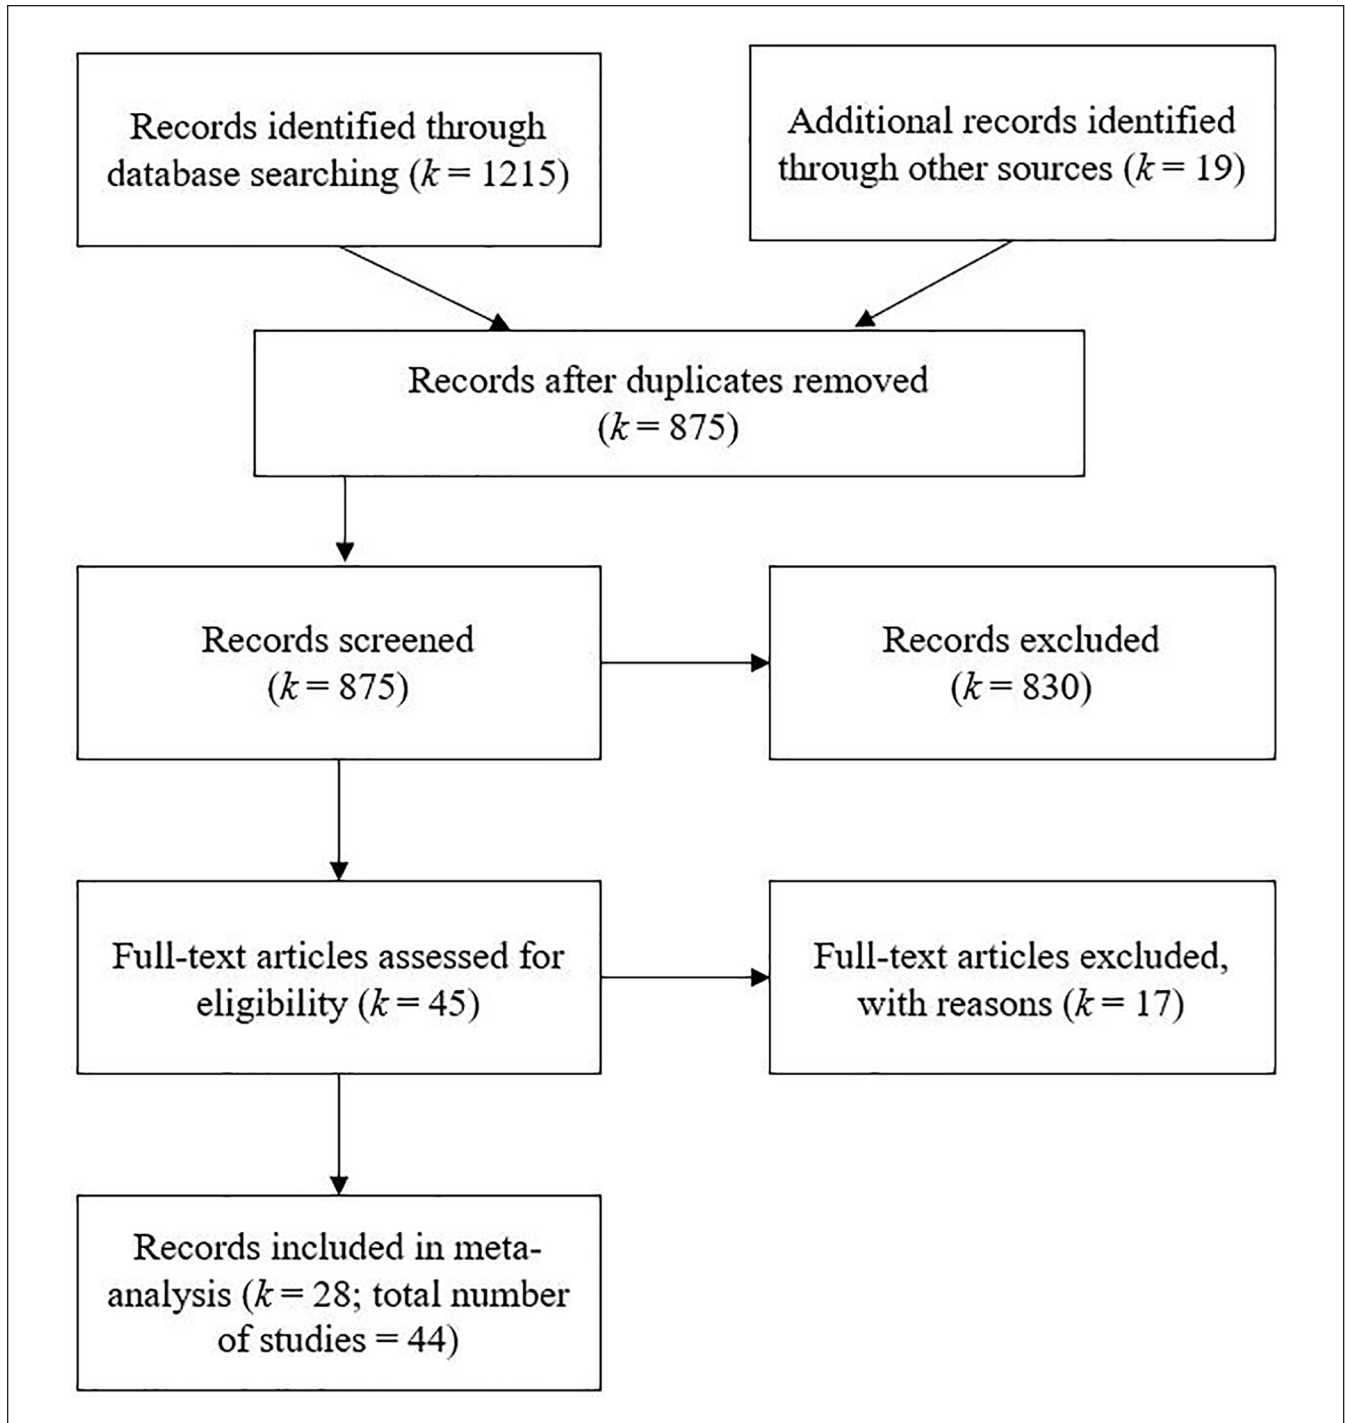 Records identified through
database searching (k = 1215)
Additional records identified
through other sources (k = 19)
Records after duplicates removed
(k = 875)
Records screened
(k = 875)
Records excluded
(k = 830)
Full-text articles assessed for
eligibility (k = 45)
Full-text articles excluded,
with reasons (k = 17)
Records included in meta-
analysis (k = 28; total number
of studies = 44)